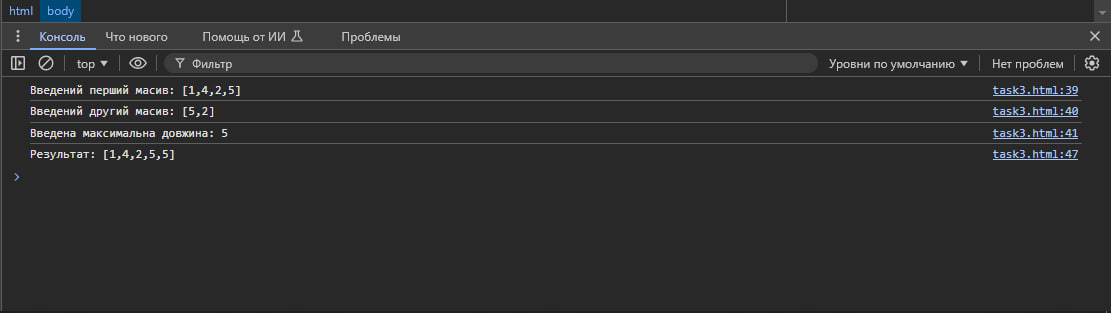 html body
Консоль Что нового Помощь от ИИ Проблемы
top Фильтр Уровни по умолчанию Нет проблем
Введений перший масив: [1,4,2,5] task3.html:39
Введений другий масив: [5,2] task3.html:40
Введена максимальна довжина: 5 task3.html:41
Результат: [1,4,2,5,5] task3.html:47